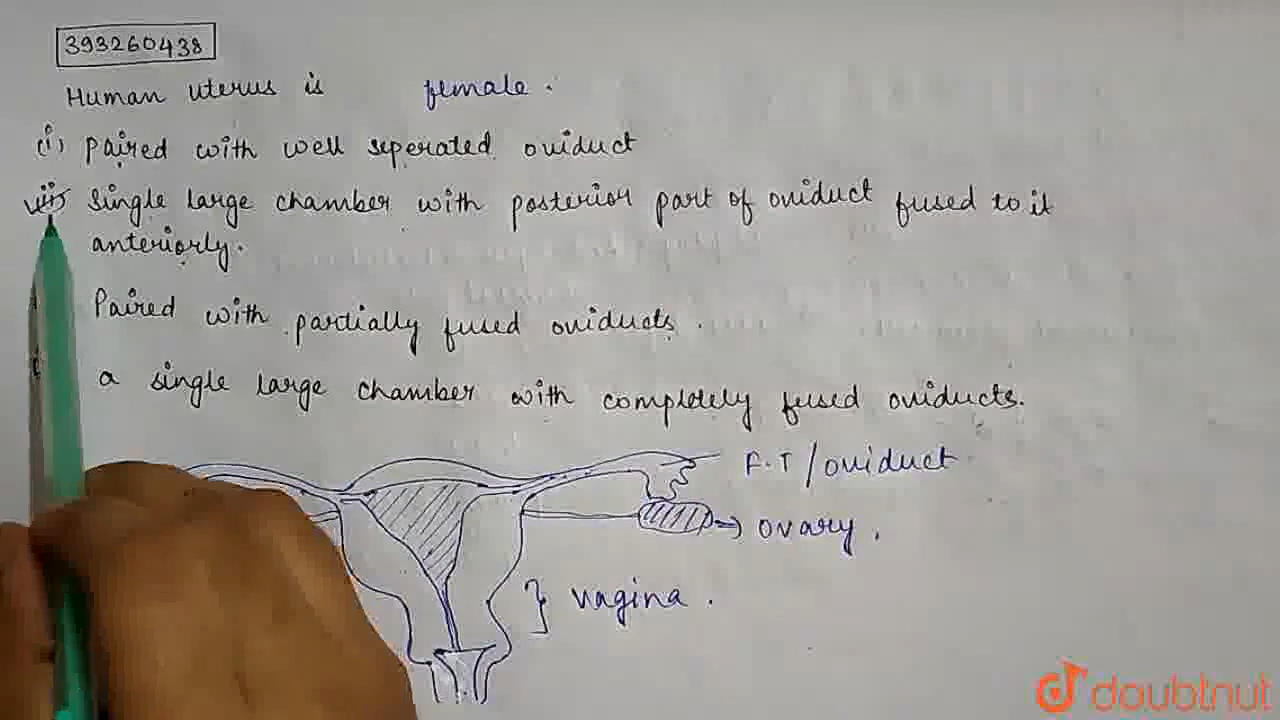 393260438
Human uterus is female.
(i) Paired with well seperated oviduct
(ii) Single large chamber with posterior part of oviduct fused to it
anteriorly.
Paired with partially fused oviducts.
a single large chamber with completely fused oviducts.
F.T/oviduct
→ ovary.
} vagina.
doubtnut